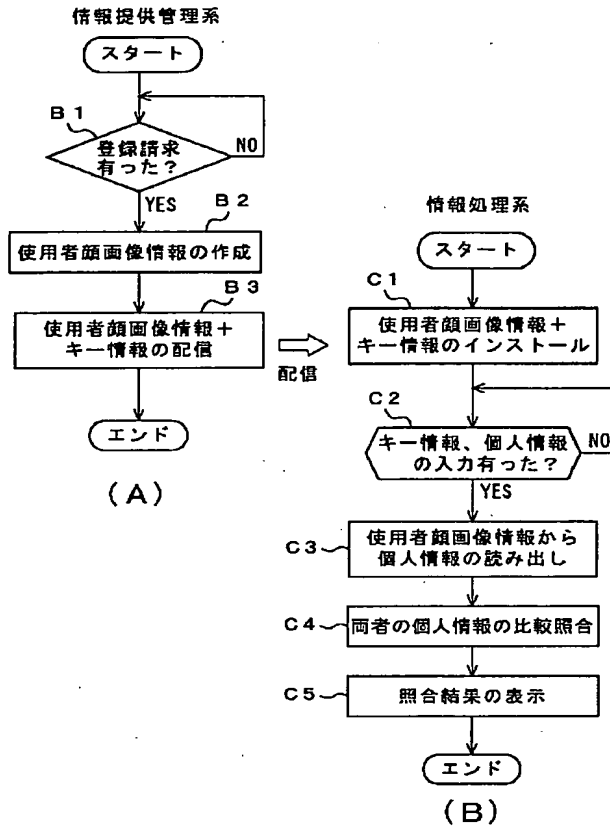 情報提供管理系
スタート
B1
登録請求
有った?
NO
YES
B2
使用者顔画像情報の作成
B3
使用者顔画像情報+
キー情報の配信
配信
エンド
(A)
情報処理系
スタート
C1
使用者顔画像情報+
キー情報のインストール
C2
キー情報、個人情報
の入力有った?
NO
YES
C3
使用者顔画像情報から
個人情報の読み出し
C4
両者の個人情報の比較照合
C5
照合結果の表示
エンド
(B)